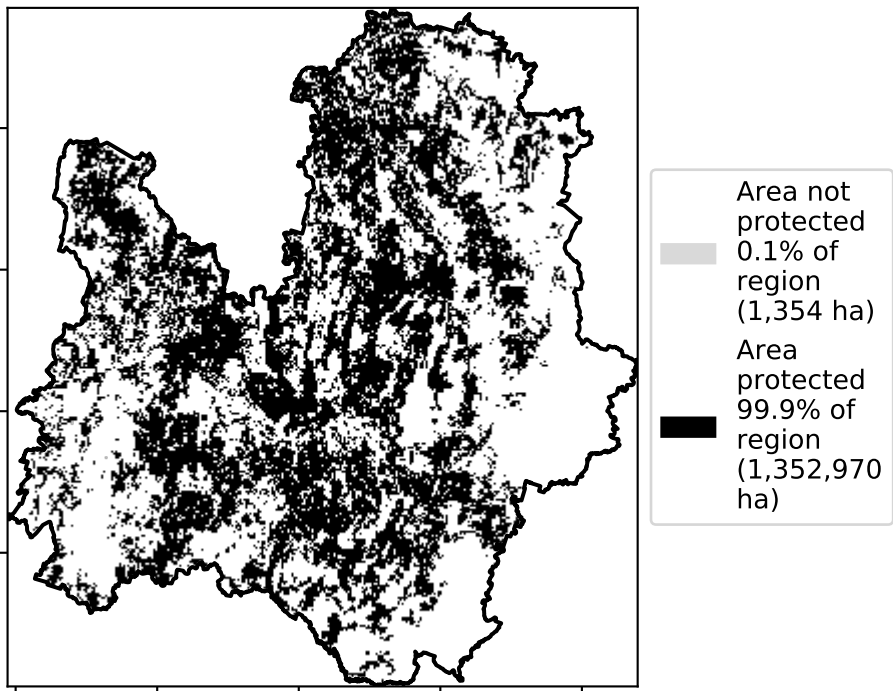 Area not
protected
0.1% of
region
(1,354 ha)
Area
protected
99.9% of
region
(1,352,970
ha)